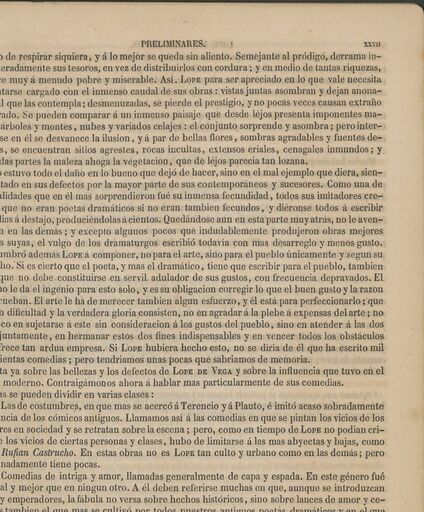 PRELIMINARES. XXVII
o de respirar siquiera, y á lo mejor se queda sin aliento. Semejante al pródigo, derrama in-
eradamente sus tesoros, en vez de distribuirlos con cordura; y en medio de tantas riquezas,
ce muy á menudo pobre y miserable. Así, LOPE para ser apreciado en lo que vale necesita
ntarse cargado con el inmenso caudal de sus obras: vistas juntas asombran y dejan anona-
al que las contempla; desmenuzadas, se pierde el prestigio, y no pocas veces causan extraño
rado. Se pueden comparar á un inmenso paisaje que desde léjos presenta imponentes ma-
árboles y montes, nubes y variados celajes: el conjunto sorprende y asombra; pero inter-
se en él se desvanece la ilusion, y á par de bellas flores, sombras agradables y fuentes de-
s, se encuentran sitios agrestes, rocas incultas, extensos eriales, cenagales inmundos; y
das partes la maleza ahoga la vegetacion, que de léjos parecia tan lozana.
o estuvo todo el daño en lo bueno que dejó de hacer, sino en el mal ejemplo que diera, sien-
tado en sus defectos por la mayor parte de sus contemporáneos y sucesores. Como una de
alidades que en él mas sorprendieron fué su inmensa fecundidad, todos sus imitadores cre-
que no eran poetas dramáticos si no eran tambien fecundos, y diéronse todos á escribir
dias á destajo, produciéndolas á cientos. Quedándose aun en esta parte muy atrás, no le aven-
n en las demás; y excepto algunos pocos que indudablemente produjeron obras mejores
s suyas, el vulgo de los dramaturgos escribió todavía con mas desarreglo y menos gusto.
umbró además LOPE á componer, no para el arte, sino para el pueblo únicamente y segun su
cho. Si es cierto que el poeta, y mas el dramático, tiene que escribir para el pueblo, tambien
que no debe constituirse en servil adulador de sus gustos, con frecuencia depravados. El
no le da el ingenio para esto solo, y es su obligacion corregir lo que el buen gusto y la razon
rueban. El arte le ha de merecer tambien algun esfuerzo, y él está para perfeccionarlo; que
n dificultad y la verdadera gloria consisten, no en agradar á la plebe á expensas del arte; no
oco en sujetarse á este sin consideracion á los gustos del pueblo, sino en atender á las dos
juntamente, en hermanar estos dos fines indispensables y en vencer todos los obstáculos
frece tan ardua empresa. Si LOPE hubiera hecho esto, no se diria de él que ha escrito mil
ientas comedias; pero tendriamos unas pocas que sabriamos de memoria.
ta ya sobre las bellezas y los defectos de LOPE DE VEGA y sobre la influencia que tuvo en el
moderno. Contraigámonos ahora á hablar mas particularmente de sus comedias.
as se pueden dividir en varias clases:
Las de costumbres, en que mas se acercó á Terencio y á Plauto, é imitó acaso sobradamente
encia de los cómicos antiguos. Llamamos así á las comedias en que se pintan los vicios de los
res en sociedad y se satirizan sobre la escena; pero, como en tiempo de LOPE no podian cri-
e los vicios de ciertas personas y clases, hubo de limitarse á las mas abyectas y bajas, como
Rufian Castrucho. En estas obras no es LOPE tan culto y urbano como en las demás; pero
nadamente tiene pocas.
Comedias de intriga y amor, llamadas generalmente de capa y espada. En este género fué
al y mejor que en ningun otro. A él deben referirse muchas en que, aunque se introduzcan
y emperadores, la fábula no versa sobre hechos históricos, sino sobre lances de amor y ce-